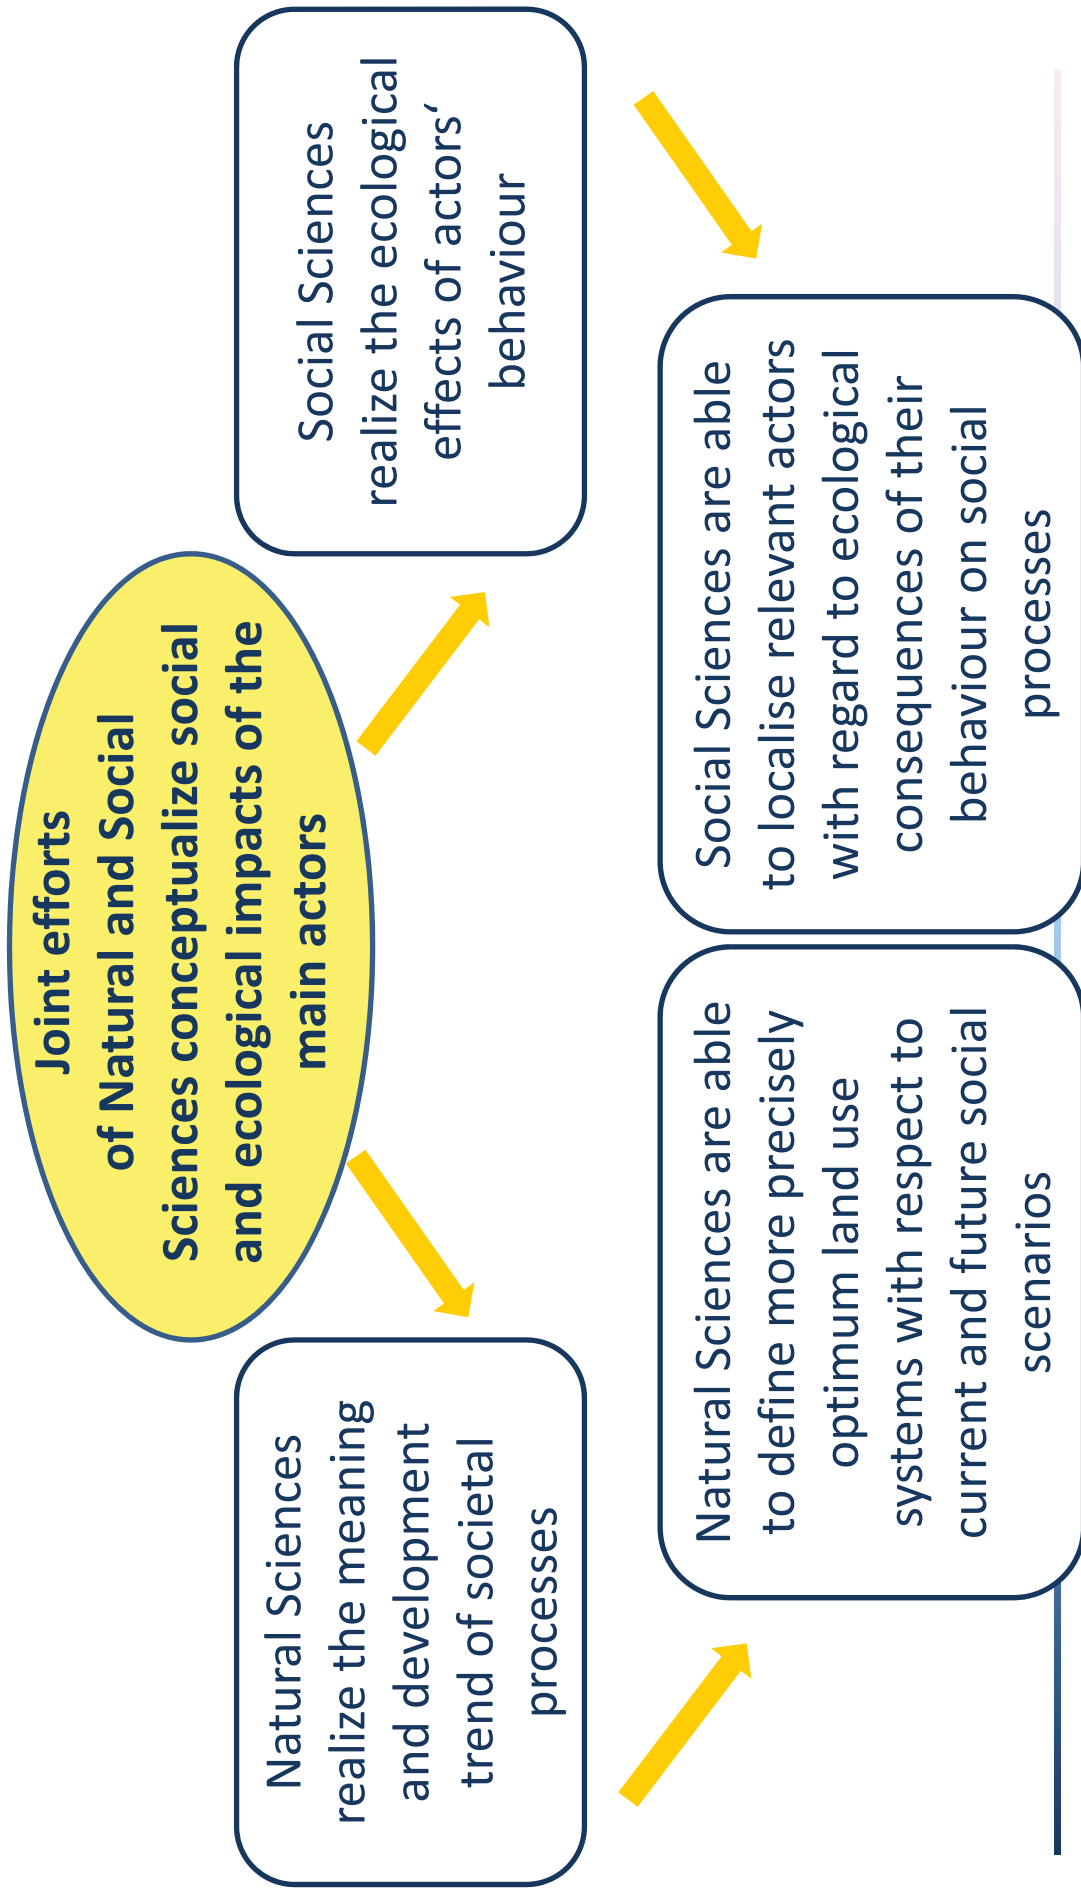 Joint efforts
of Natural and Social
Sciences conceptualize social
and ecological impacts of the
main actors
Natural Sciences
realize the meaning
and development
trend of societal
processes
Social Sciences
realize the ecological
effects of actors‘
behaviour
Natural Sciences are able
to define more precisely
optimum land use
systems with respect to
current and future social
scenarios
Social Sciences are able
to localise relevant actors
with regard to ecological
consequences of their
behaviour on social
processes